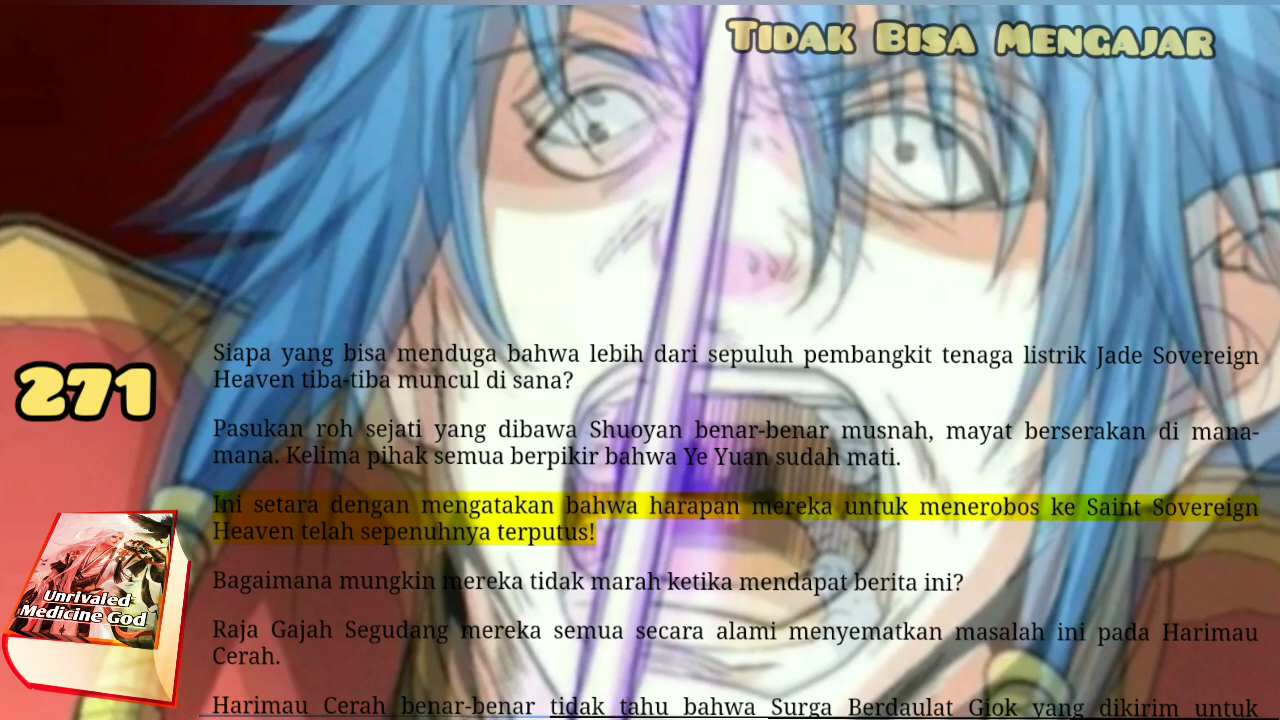 Tidak Bisa Mengajar
Siapa yang bisa menduga bahwa lebih dari sepuluh pembangkit tenaga listrik Jade Sovereign
Heaven tiba-tiba muncul di sana?
271
Pasukan roh sejati yang dibawa Shuoyan benar-benar musnah, mayat berserakan di mana-
mana. Kelima pihak semua berpikir bahwa Ye Yuan sudah mati.
Ini setara dengan mengatakan bahwa harapan mereka untuk menerobos ke Saint Sovereign
Heaven telah sepenuhnya terputus!
Bagaimana mungkin mereka tidak marah ketika mendapat berita ini?
Unrivaled
Medicine God
Raja Gajah Segudang mereka semua secara alami menyematkan masalah ini pada Harimau
Cerah.
Harimau Cerah benar-benar tidak tahu bahwa Surga Berdaulat Giok yang dikirim untuk